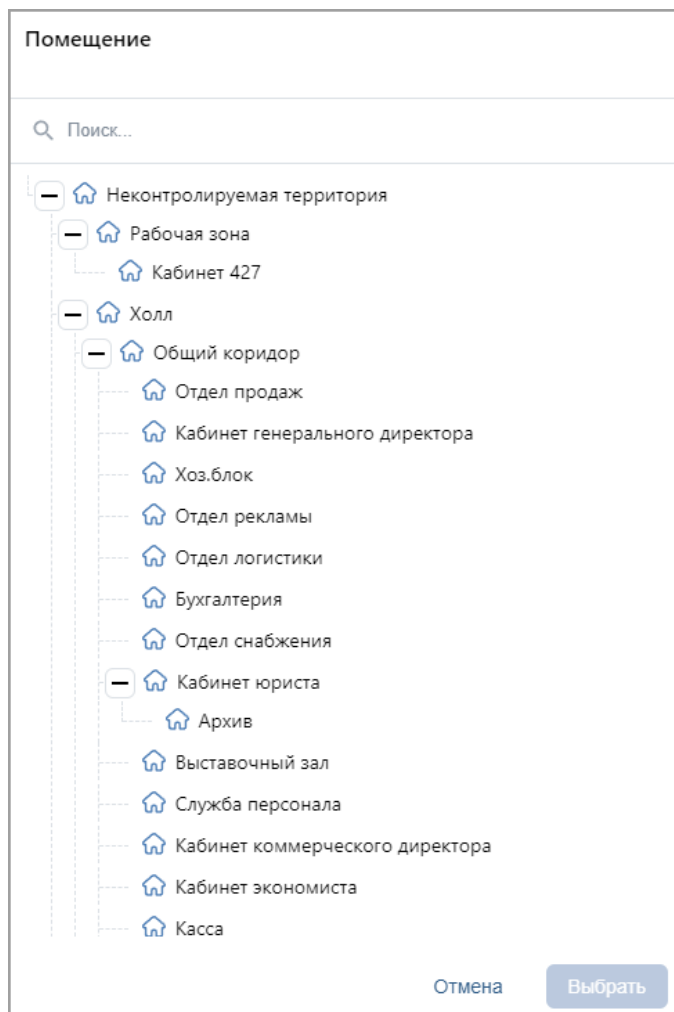 Помещение
Поиск...
Неконтролируемая территория
Рабочая зона
Кабинет 427
Холл
Общий коридор
Отдел продаж
Кабинет генерального директора
Хоз.блок
Отдел рекламы
Отдел логистики
Бухгалтерия
Отдел снабжения
Кабинет юриста
Архив
Выставочный зал
Служба персонала
Кабинет коммерческого директора
Кабинет экономиста
Касса
Отмена Выбрать